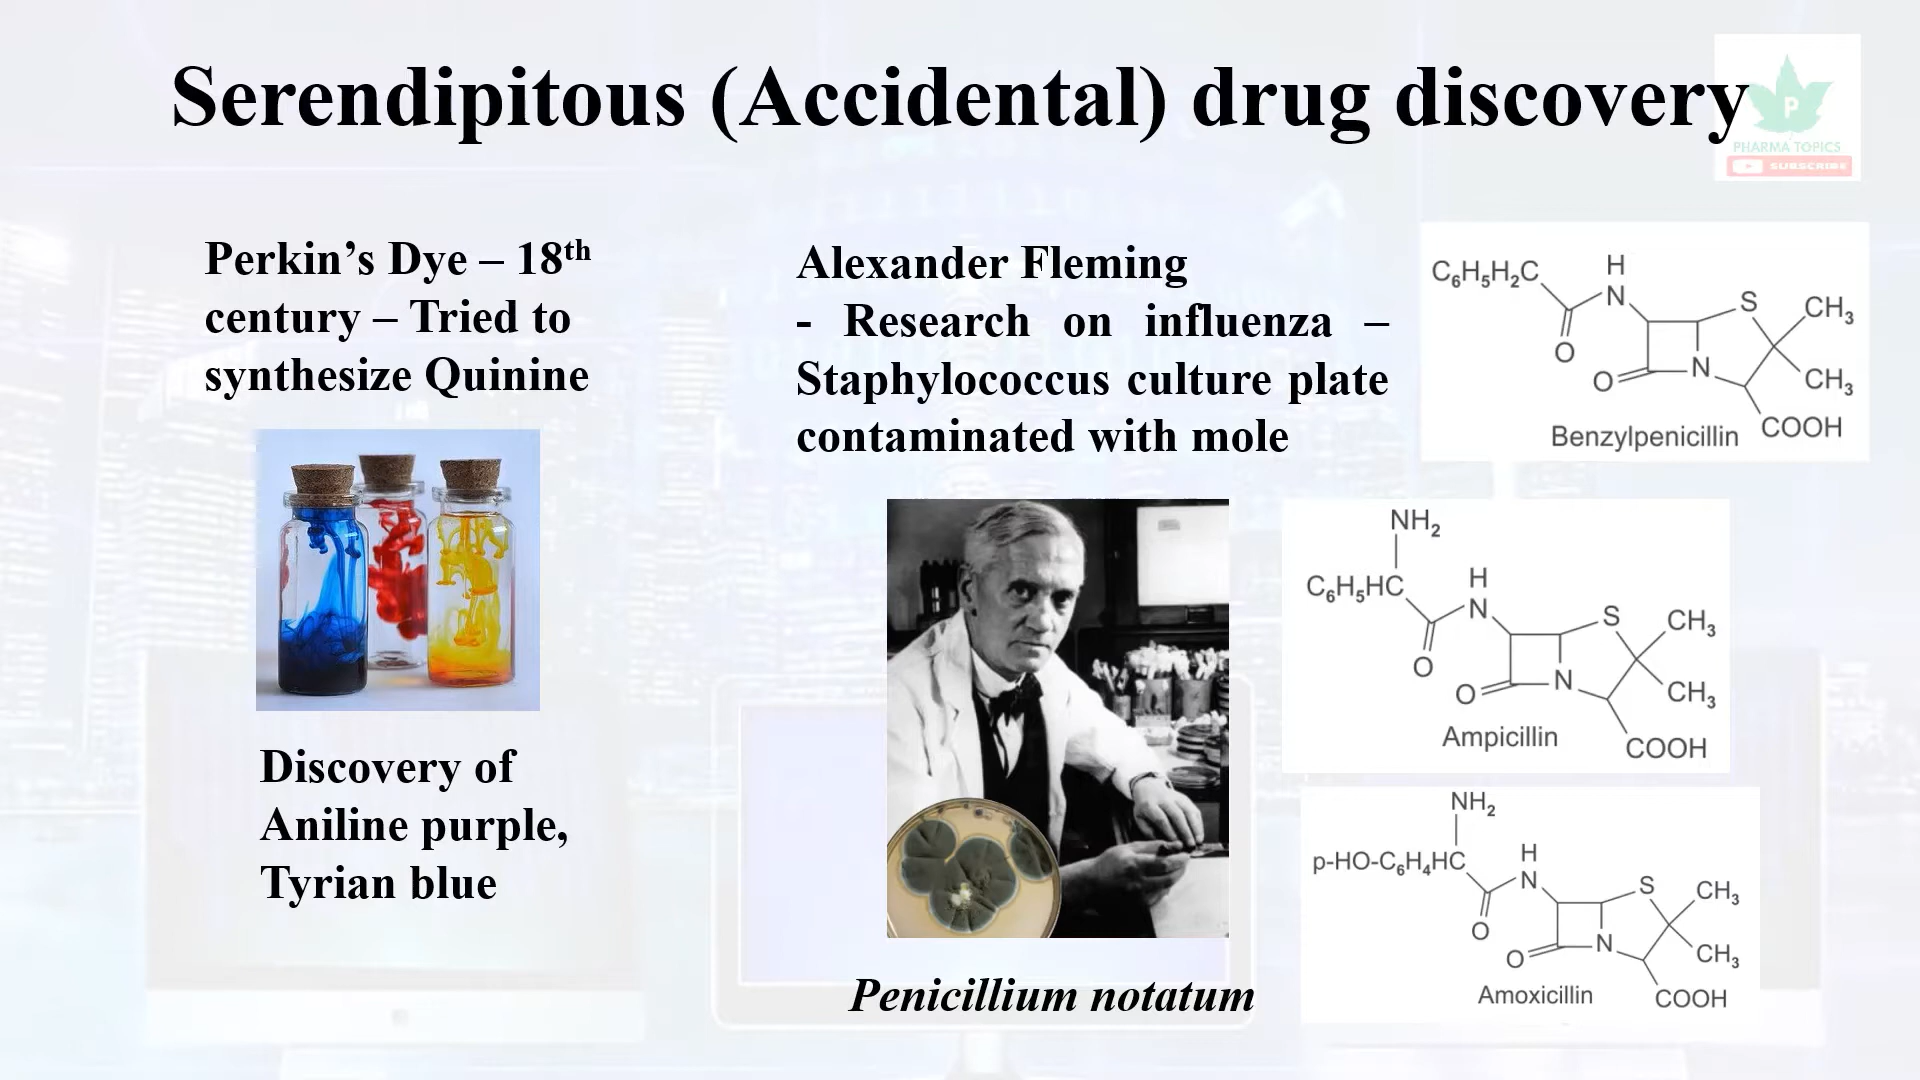 Serendipitous (Accidental) drug discovery
P
PHARMA TOPICS
SUBSCRIBE
Perkin’s Dye – 18th
century – Tried to
synthesize Quinine
Discovery of
Aniline purple,
Tyrian blue
Alexander Fleming
- Research on influenza –
Staphylococcus culture plate
contaminated with mole
Penicillium notatum
C6H5H2C
H
N
S
CH3
O
O
N
CH3
Benzylpenicillin
COOH
NH2
C6H5HC
H
N
S
CH3
O
O
N
CH3
Ampicillin
COOH
NH2
p-HO-C6H4HC
H
N
S
CH3
O
O
N
CH3
Amoxicillin
COOH